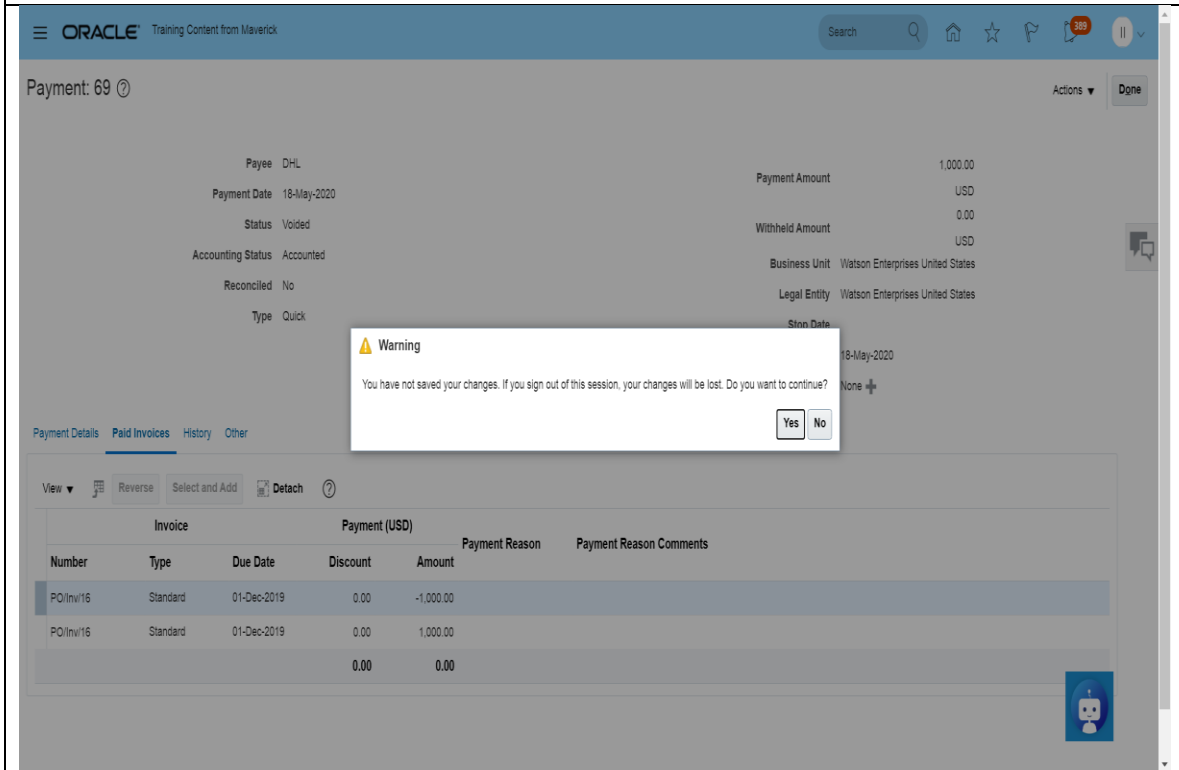 ORACLE Training Content from Maverick
Search
389
II
Payment: 69 ?
Actions ▼
Done
Payee DHL
Payment Date 18-May-2020
Status Voided
Accounting Status Accounted
Reconciled No
Type Quick
Payment Amount 1,000.00
USD
Withheld Amount 0.00
USD
Business Unit Watson Enterprises United States
Legal Entity Watson Enterprises United States
Stop Date
18-May-2020
None
Warning
You have not saved your changes. If you sign out of this session, your changes will be lost. Do you want to continue?
Yes No
Payment Details Paid Invoices History Other
View ▼ Reverse Select and Add Detach ?
Invoice Payment (USD)
Payment Reason Payment Reason Comments
Number Type Due Date Discount Amount
PO/Inv/16 Standard 01-Dec-2019 0.00 -1,000.00
PO/Inv/16 Standard 01-Dec-2019 0.00 1,000.00
0.00 0.00